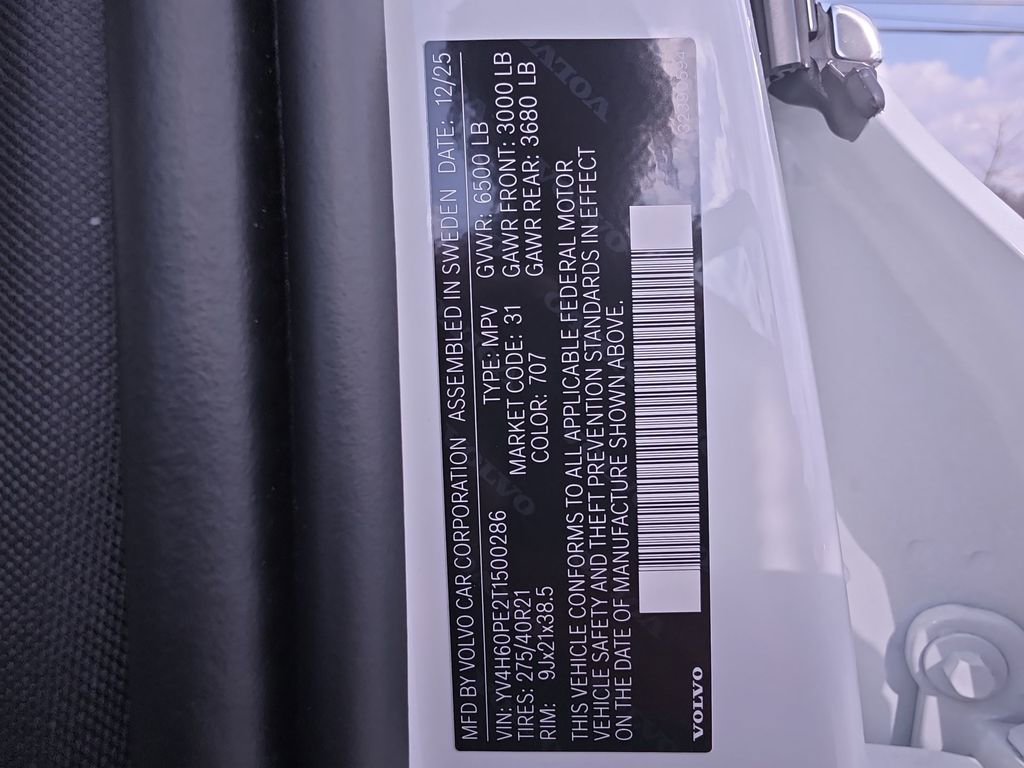 MFD BY VOLVO CAR CORPORATION ASSEMBLED IN SWEDEN DATE: 12/25
VIN: YV4H60PE2T1500286 TYPE: MPV GVWR: 6500 LB
TIRES: 275/40R21 MARKET CODE: 31 GAWR FRONT: 3000 LB
RIM: 9Jx21x38.5 COLOR: 707 GAWR REAR: 3680 LB
THIS VEHICLE CONFORMS TO ALL APPLICABLE FEDERAL MOTOR
VEHICLE SAFETY AND THEFT PREVENTION STANDARDS IN EFFECT
ON THE DATE OF MANUFACTURE SHOWN ABOVE.
VOLVO